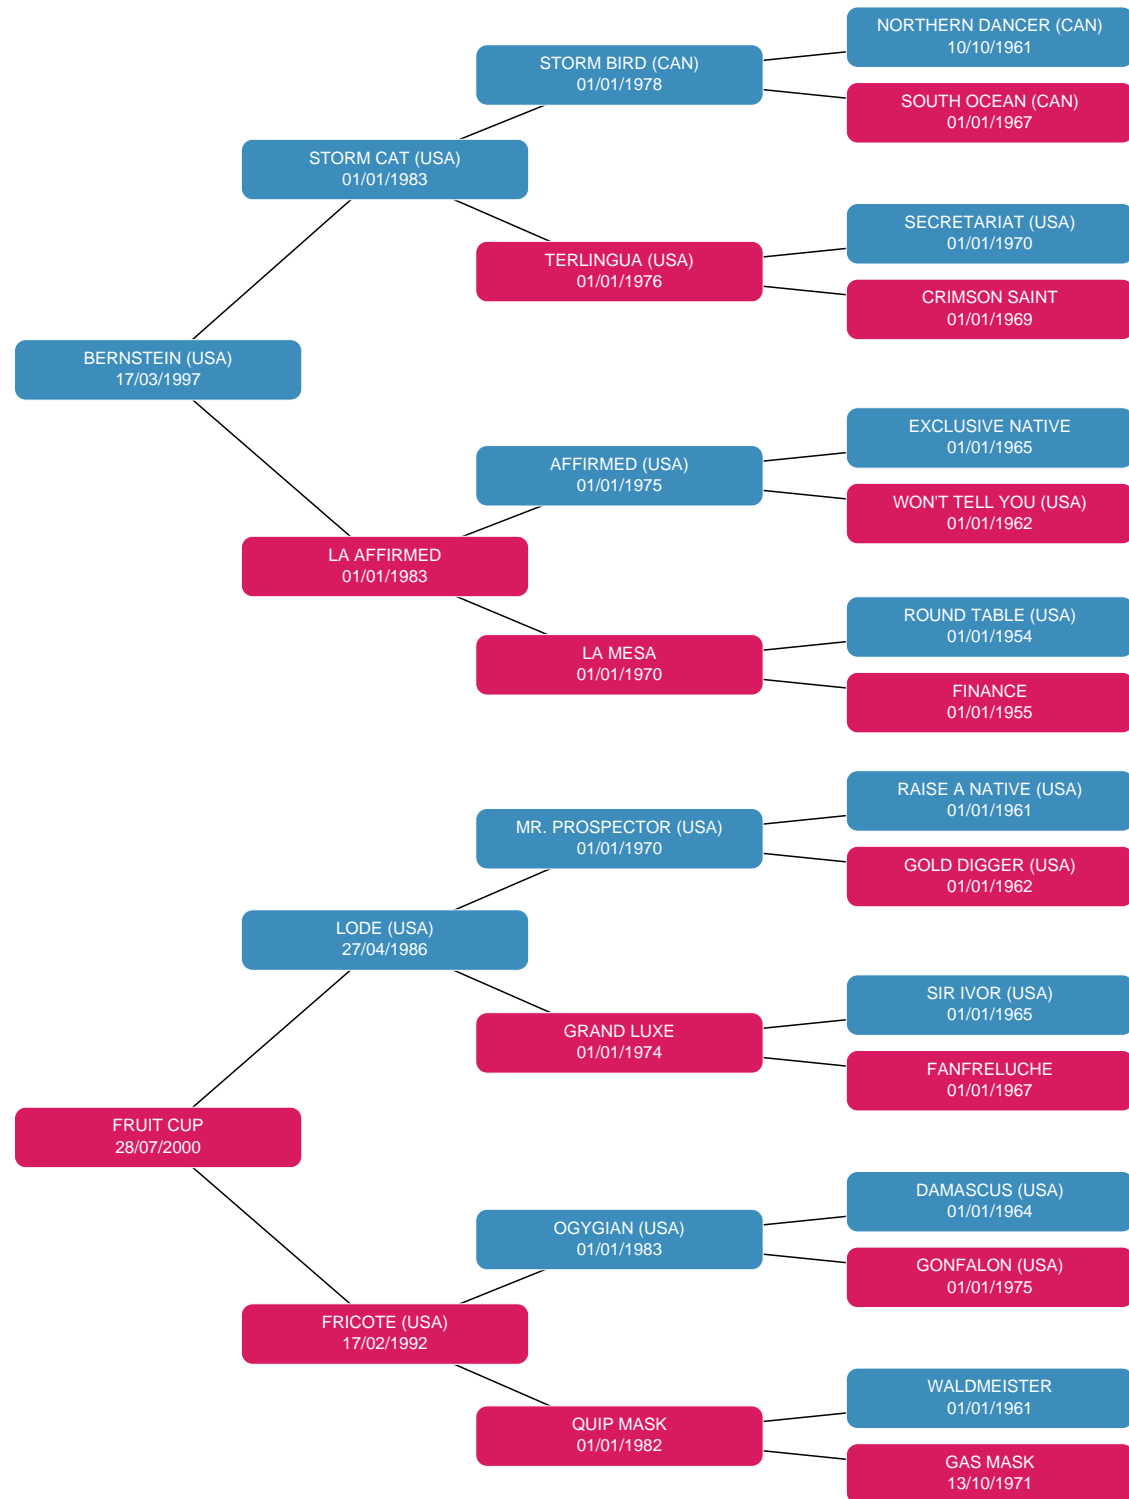 NORTHERN DANCER (CAN)
10/10/1961
STORM BIRD (CAN)
01/01/1978
SOUTH OCEAN (CAN)
01/01/1967
STORM CAT (USA)
01/01/1983
SECRETARIAT (USA)
01/01/1970
TERLINGUA (USA)
01/01/1976
CRIMSON SAINT
01/01/1969
BERNSTEIN (USA)
17/03/1997
EXCLUSIVE NATIVE
01/01/1965
AFFIRMED (USA)
01/01/1975
WON'T TELL YOU (USA)
01/01/1962
LA AFFIRMED
01/01/1983
ROUND TABLE (USA)
01/01/1954
LA MESA
01/01/1970
FINANCE
01/01/1955
RAISE A NATIVE (USA)
01/01/1961
MR. PROSPECTOR (USA)
01/01/1970
GOLD DIGGER (USA)
01/01/1962
LODE (USA)
27/04/1986
SIR IVOR (USA)
01/01/1965
GRAND LUXE
01/01/1974
FANFRELUCHE
01/01/1967
FRUIT CUP
28/07/2000
DAMASCUS (USA)
01/01/1964
OGYGIAN (USA)
01/01/1983
GONFALON (USA)
01/01/1975
FRICOTE (USA)
17/02/1992
WALDMEISTER
01/01/1961
QUIP MASK
01/01/1982
GAS MASK
13/10/1971